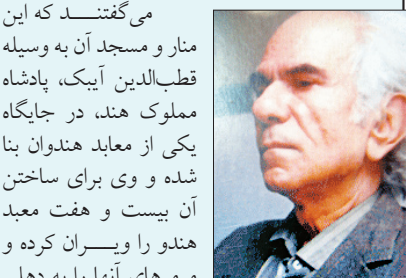 می‌گفتنـــد که این
منار و مسجد آن به وسیله
قطب‌الدین آیبک، پادشاه
مملوک هند، در جایگاه
یکی از معابد هندوان بنا
شده و وی برای ساختن
آن بیست و هفت معبد
هندو را ویـــران کرده و